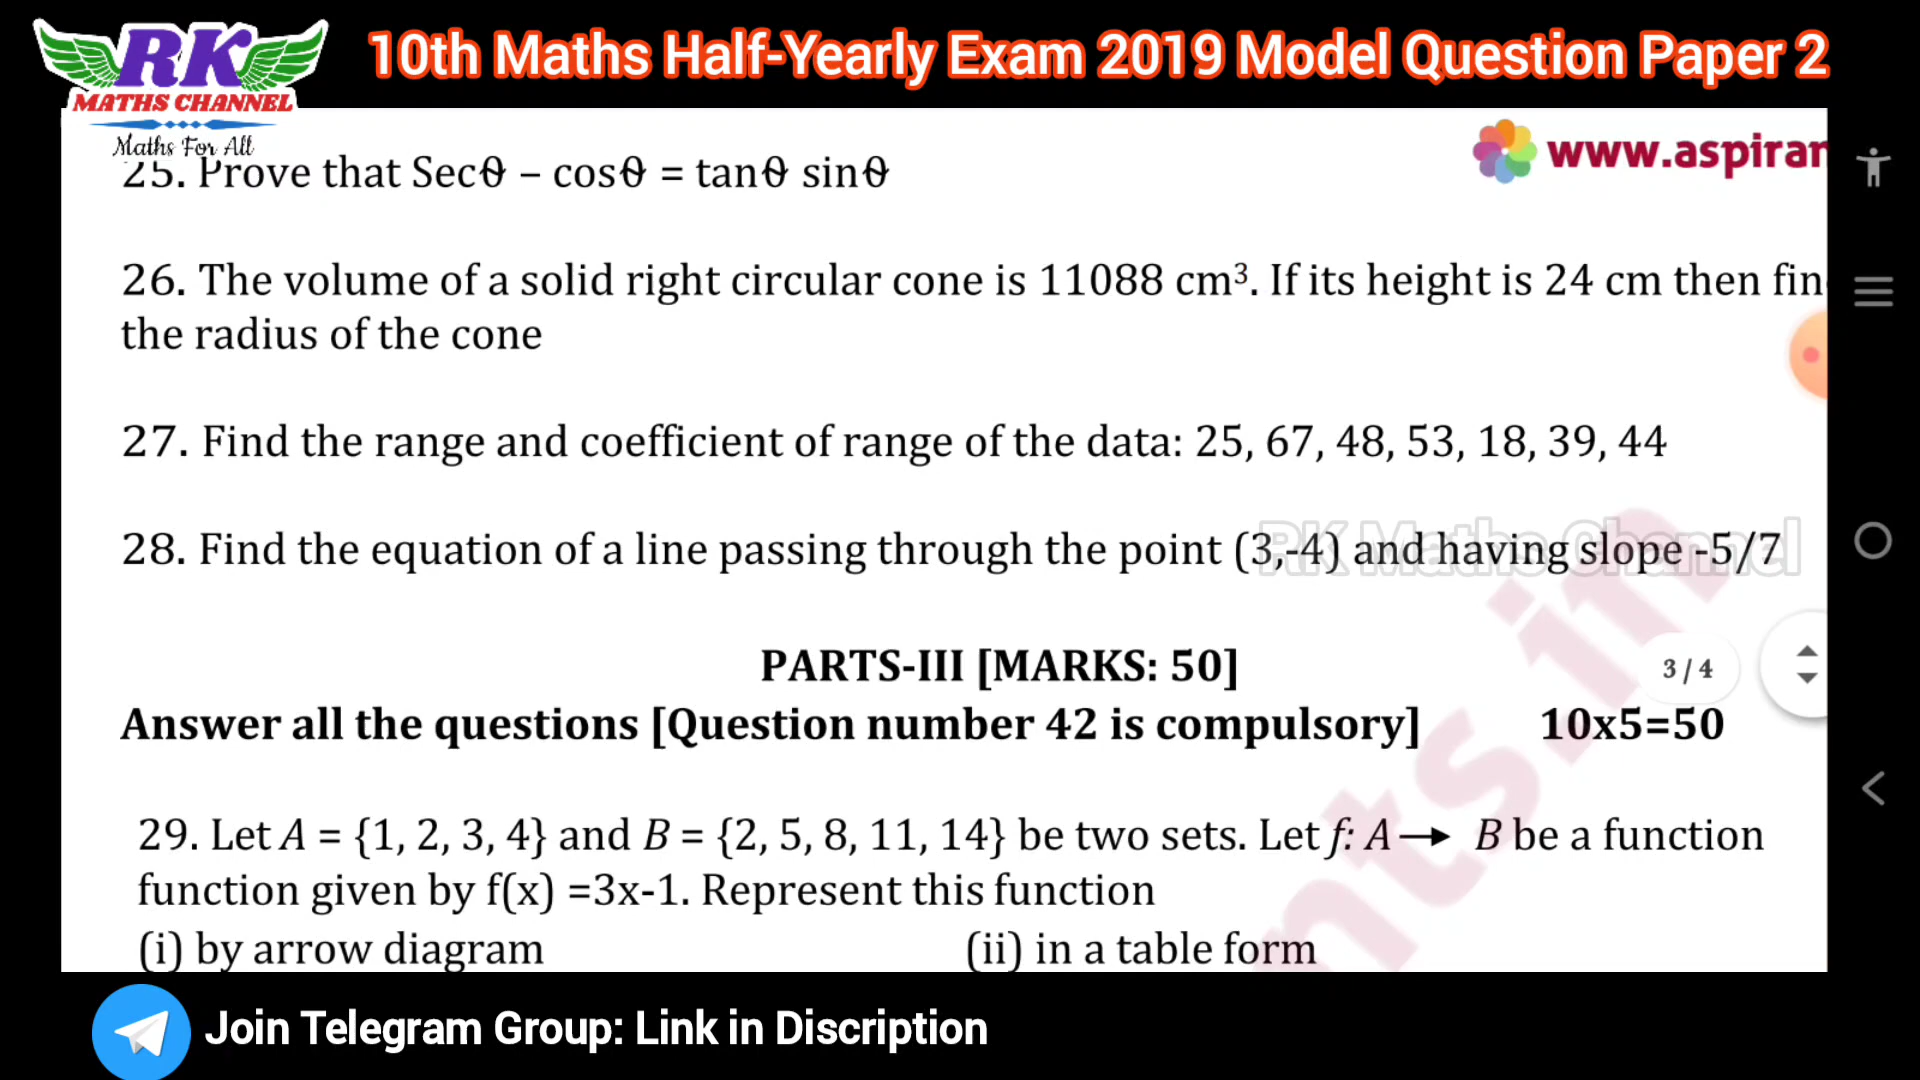 RK
MATHS CHANNEL
Maths For All
10th Maths Half-Yearly Exam 2019 Model Question Paper 2
www.aspiran
25. Prove that Secθ – cosθ = tanθ sinθ
26. The volume of a solid right circular cone is 11088 cm³. If its height is 24 cm then fin
the radius of the cone
27. Find the range and coefficient of range of the data: 25, 67, 48, 53, 18, 39, 44
28. Find the equation of a line passing through the point (3,-4) and having slope -5/7
RK Maths Channel
PARTS-III [MARKS: 50]
3 / 4
Answer all the questions [Question number 42 is compulsory] 10x5=50
29. Let A = {1, 2, 3, 4} and B = {2, 5, 8, 11, 14} be two sets. Let f: A → B be a function
function given by f(x) =3x-1. Represent this function
(i) by arrow diagram (ii) in a table form
nts.in
Join Telegram Group: Link in Discription